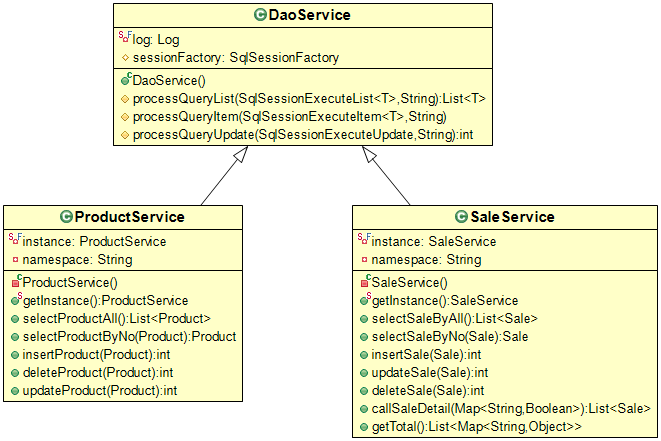 DaoService
log: Log
sessionFactory: SqlSessionFactory
DaoService()
processQueryList(SqlSessionExecuteList<T>,String):List<T>
processQueryItem(SqlSessionExecuteItem<T>,String)
processQueryUpdate(SqlSessionExecuteUpdate,String):int
ProductService
instance: ProductService
namespace: String
ProductService()
getInstance():ProductService
selectProductAll():List<Product>
selectProductByNo(Product):Product
insertProduct(Product):int
deleteProduct(Product):int
updateProduct(Product):int
SaleService
instance: SaleService
namespace: String
SaleService()
getInstance():SaleService
selectSaleByAll():List<Sale>
selectSaleByNo(Sale):Sale
insertSale(Sale):int
updateSale(Sale):int
deleteSale(Sale):int
callSaleDetail(Map<String,Boolean>):List<Sale>
getTotal():List<Map<String,Object>>